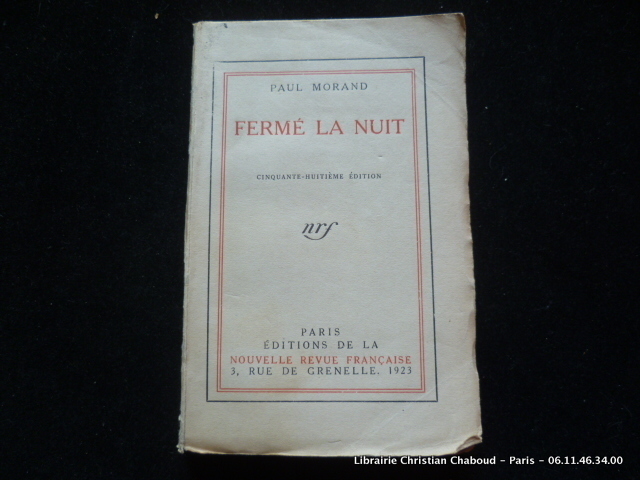 PAUL MORAND
FERMÉ LA NUIT
CINQUANTE-HUITIÈME ÉDITION
nrf
PARIS
ÉDITIONS DE LA
NOUVELLE REVUE FRANÇAISE
3, RUE DE GRENELLE. 1923
Librairie Christian Chaboud - Paris - 06.11.46.34.00